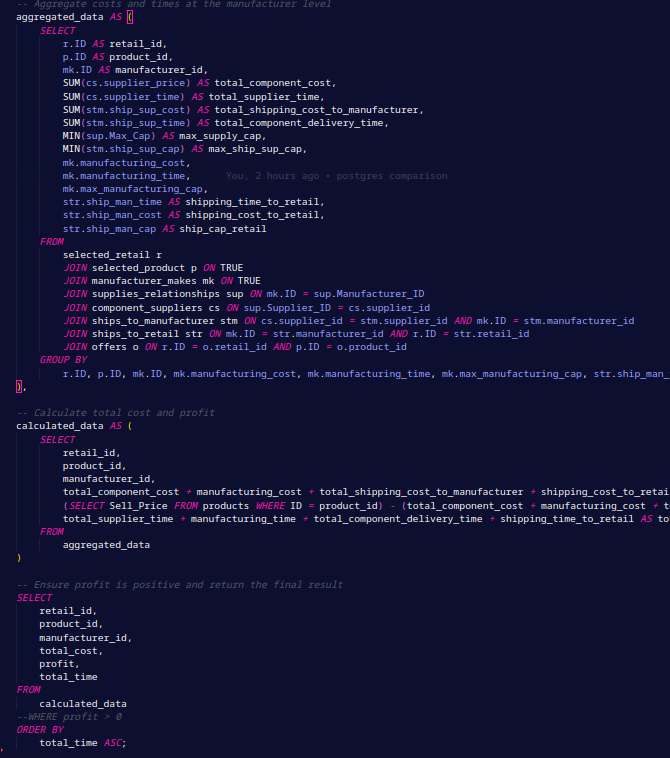 -- Aggregate costs and times at the manufacturer level
aggregated_data AS (
SELECT
r.ID AS retail_id,
p.ID AS product_id,
mk.ID AS manufacturer_id,
SUM(cs.supplier_price) AS total_component_cost,
SUM(cs.supplier_time) AS total_supplier_time,
SUM(stm.ship_sup_cost) AS total_shipping_cost_to_manufacturer,
SUM(stm.ship_sup_time) AS total_component_delivery_time,
MIN(sup.Max_Cap) AS max_supply_cap,
MIN(stm.ship_sup_cap) AS max_ship_sup_cap,
mk.manufacturing_cost,
mk.manufacturing_time, You, 2 hours ago • postgres comparison
mk.max_manufacturing_cap,
str.ship_man_time AS shipping_time_to_retail,
str.ship_man_cost AS shipping_cost_to_retail,
str.ship_man_cap AS ship_cap_retail
FROM
selected_retail r
JOIN selected_product p ON TRUE
JOIN manufacturer_makes mk ON TRUE
JOIN supplies_relationships sup ON mk.ID = sup.Manufacturer_ID
JOIN component_suppliers cs ON sup.Supplier_ID = cs.supplier_id
JOIN ships_to_manufacturer stm ON cs.supplier_id = stm.supplier_id AND mk.ID = stm.manufacturer_id
JOIN ships_to_retail str ON mk.ID = str.manufacturer_id AND r.ID = str.retail_id
JOIN offers o ON r.ID = o.retail_id AND p.ID = o.product_id
GROUP BY
r.ID, p.ID, mk.ID, mk.manufacturing_cost, mk.manufacturing_time, mk.max_manufacturing_cap, str.ship_man_
),
-- Calculate total cost and profit
calculated_data AS (
SELECT
retail_id,
product_id,
manufacturer_id,
total_component_cost + manufacturing_cost + total_shipping_cost_to_manufacturer + shipping_cost_to_retai
(SELECT Sell_Price FROM products WHERE ID = product_id) - (total_component_cost + manufacturing_cost + t
total_supplier_time + manufacturing_time + total_component_delivery_time + shipping_time_to_retail AS to
FROM
aggregated_data
)
-- Ensure profit is positive and return the final result
SELECT
retail_id,
product_id,
manufacturer_id,
total_cost,
profit,
total_time
FROM
calculated_data
--WHERE profit > 0
ORDER BY
total_time ASC;